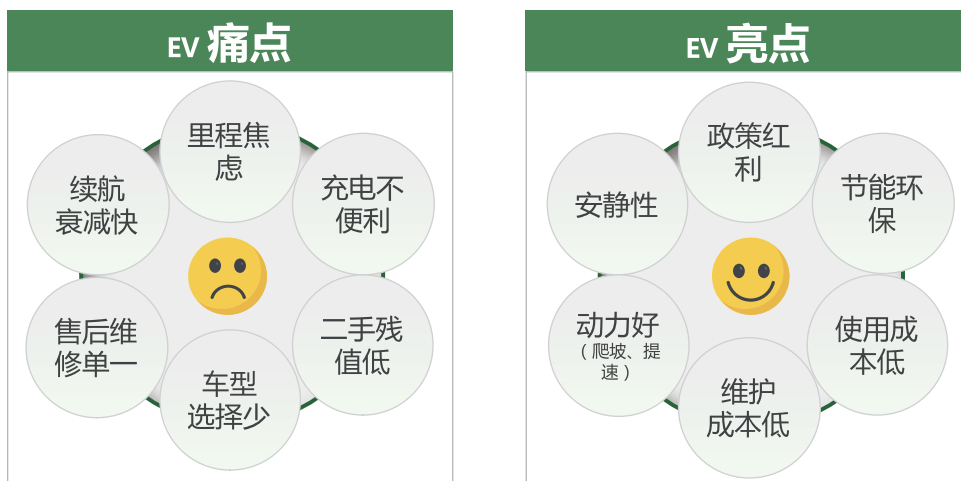 EV 痛点
里程焦
虑
充电不
便利
二手残
值低
车型
选择少
售后维
修单一
续航
衰减快
EV 亮点
政策红
利
节能环
保
使用成
本低
维护
成本低
动力好
（爬坡、提
速）
安静性